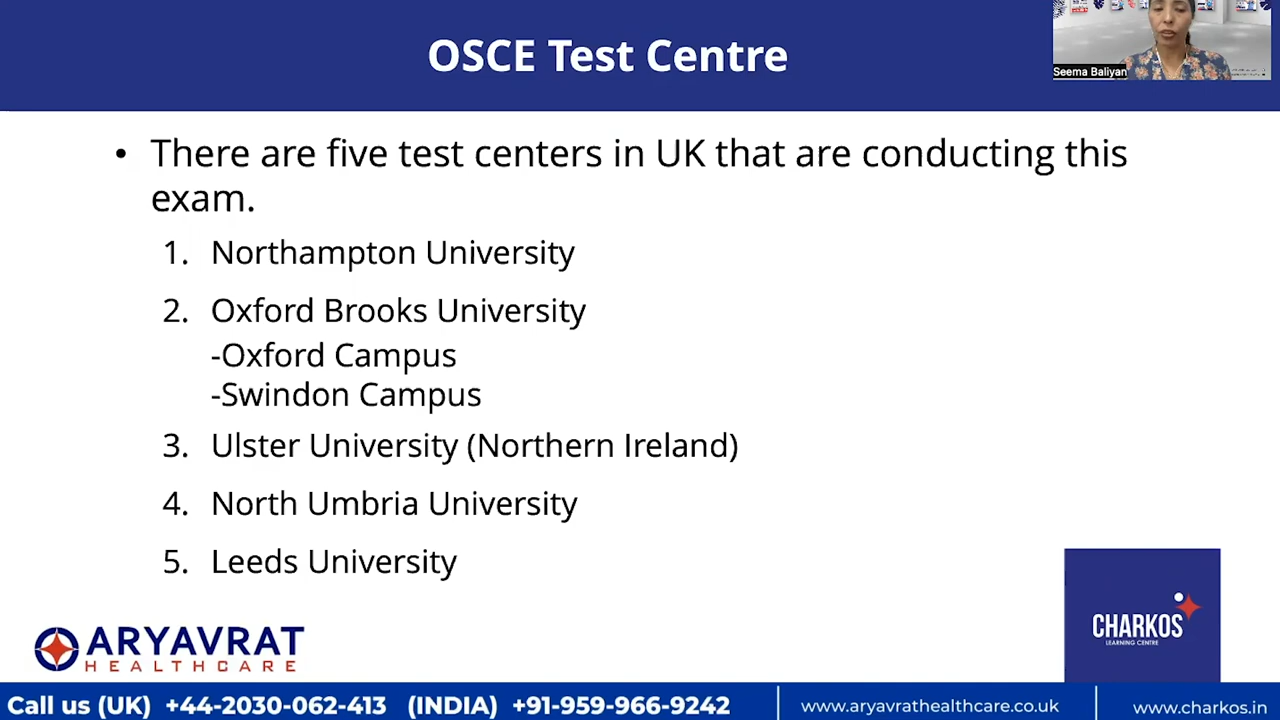 OSCE Test Centre
Seema Baliyan
• There are five test centers in UK that are conducting this
exam.
1. Northampton University
2. Oxford Brooks University
-Oxford Campus
-Swindon Campus
3. Ulster University (Northern Ireland)
4. North Umbria University
5. Leeds University
ARYAVRAT
HEALTHCARE
CHARKOS
LEARNING CENTRE
Call us (UK) +44-2030-062-413 (INDIA) +91-959-966-9242 www.aryavrathealthcare.co.uk www.charkos.in